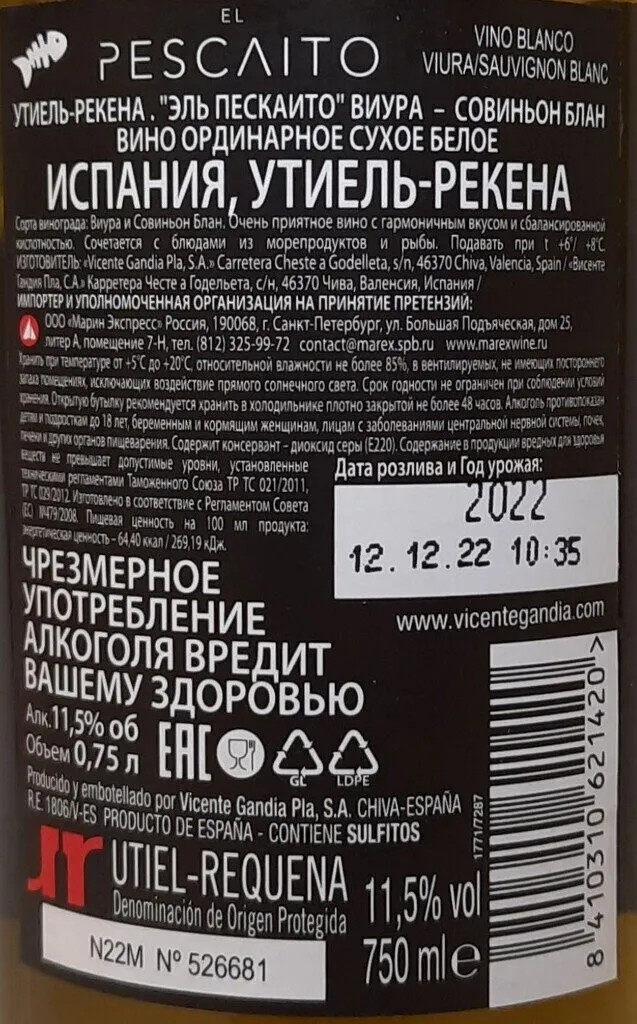 EL
PESCAITO
VINO BLANCO
VIURA/SAUVIGNON BLANC
УТИЕЛЬ-РЕКЕНА . "ЭЛЬ ПЕСКАИТО" ВИУРА – СОВИНЬОН БЛАН
ВИНО ОРДИНАРНОЕ СУХОЕ БЕЛОЕ
ИСПАНИЯ, УТИЕЛЬ-РЕКЕНА
Сорта винограда: Виура и Совиньон Блан. Очень приятное вино с гармоничным вкусом и сбалансированной
кислотностью. Сочетается с блюдами из морепродуктов и рыбы. Подавать при t +6°/ +8°C.
ИЗГОТОВИТЕЛЬ: «Vicente Gandia Pla, S.A.» Carretera Cheste a Godelleta, s/n, 46370 Chiva, Valencia, Spain / «Висенте
Гандия Пла, С.А.» Карретера Честе а Годельета, с/н, 46370 Чива, Валенсия, Испания /
ИМПОРТЕР И УПОЛНОМОЧЕННАЯ ОРГАНИЗАЦИЯ НА ПРИНЯТИЕ ПРЕТЕНЗИЙ:
ООО «Марин Экспресс» Россия, 190068, г. Санкт-Петербург, ул. Большая Подъяческая, дом 25,
литер А, помещение 7-Н, тел. (812) 325-99-72 contact@marex.spb.ru www.marexwine.ru
Хранить при температуре от +5°C до +20°C, относительной влажности не более 85%, в вентилируемых, не имеющих постороннего
запаха помещениях, исключающих воздействие прямого солнечного света. Срок годности не ограничен при соблюдении условий
хранения. Открытую бутылку рекомендуется хранить в холодильнике плотно закрытой не более 48 часов. Алкоголь противопоказан
детям и подросткам до 18 лет, беременным и кормящим женщинам, лицам с заболеваниями центральной нервной системы, почек,
печени и других органов пищеварения. Содержит консервант – диоксид серы (E220). Содержание в продукции вредных для здоровья
веществ не превышает допустимые уровни, установленные
техническими регламентами Таможенного Союза ТР ТС 021/2011,
ТР ТС 029/2012. Изготовлено в соответствие с Регламентом Совета
(ЕС) №479/2008. Пищевая ценность на 100 мл продукта:
энергетическая ценность – 64,40 ккал / 269,19 кДж.
Дата розлива и Год урожая:
2022
12.12.22 10:35
www.vicentegandia.com
ЧРЕЗМЕРНОЕ
УПОТРЕБЛЕНИЕ
АЛКОГОЛЯ ВРЕДИТ
ВАШЕМУ ЗДОРОВЬЮ
Алк.11,5% об
Объем 0,75 л
EAC
GL
LDPE
Producido y embotellado por Vicente Gandia Pla, S.A. CHIVA-ESPAÑA
R.E. 1806/V-ES PRODUCTO DE ESPAÑA - CONTIENE SULFITOS
1771/7287
UTIEL-REQUENA
Denominación de Origen Protegida
11,5% vol
750 ml e
N22M Nº 526681
8 410310 621420 >